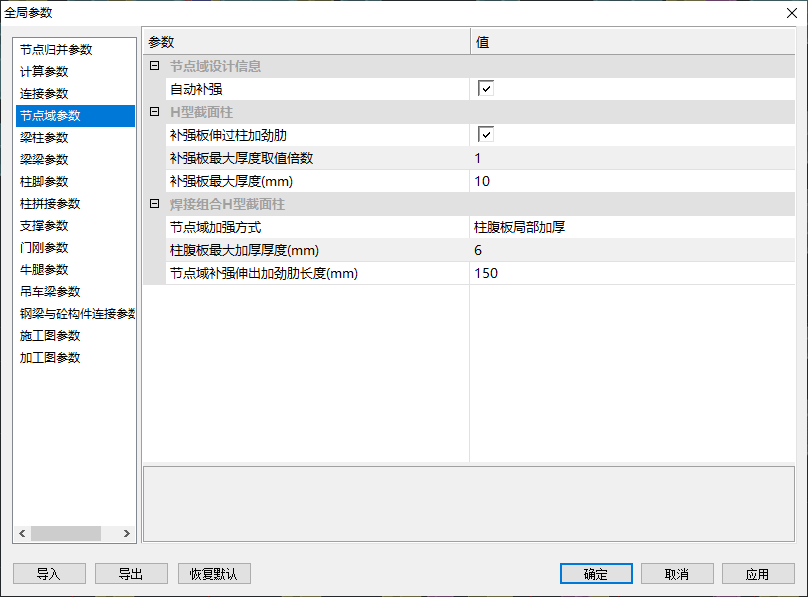 全局参数
节点归并参数
计算参数
连接参数
节点域参数
梁柱参数
梁梁参数
柱脚参数
柱拼接参数
支撑参数
门刚参数
牛腿参数
吊车梁参数
钢梁与砼构件连接参数
施工图参数
加工图参数
参数 值
节点域设计信息
自动补强
H型截面柱
补强板伸过柱加劲肋
补强板最大厚度取值倍数 1
补强板最大厚度(mm) 10
焊接组合H型截面柱
节点域加强方式 柱腹板局部加厚
柱腹板最大加厚厚度(mm) 6
节点域补强伸出加劲肋长度(mm) 150
导入 导出 恢复默认 确定 取消 应用